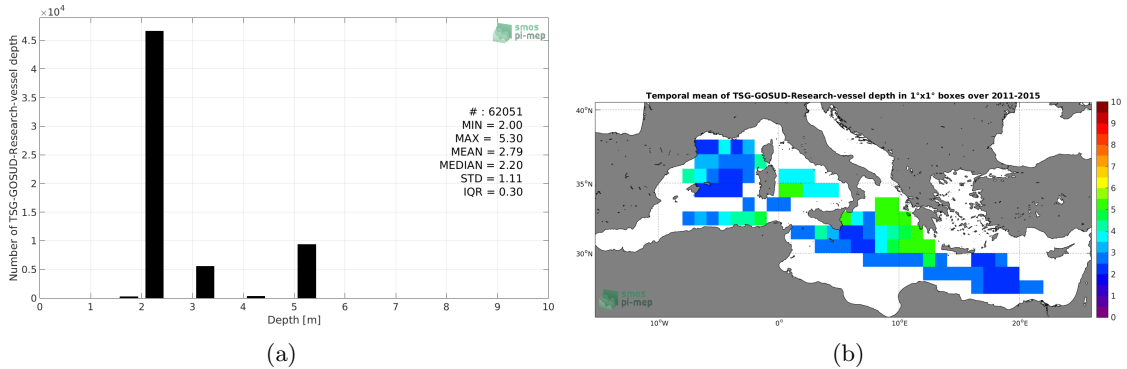 ×10⁴
4.5
4
3.5
3
2.5
2
1.5
1
0.5
0
Number of TSG-GOSUD-Research-vessel depth
smos
pi-mep
# : 62051
MIN = 2.00
MAX = 5.30
MEAN = 2.79
MEDIAN = 2.20
STD = 1.11
IQR = 0.30
0 1 2 3 4 5 6 7 8 9 10
Depth [m]
(a)
Temporal mean of TSG-GOSUD-Research-vessel depth in 1°x1° boxes over 2011-2015
40°N
35°N
30°N
10°W 0° 10°E 20°E
smos
pi-mep
10
9
8
7
6
5
4
3
2
1
0
(b)